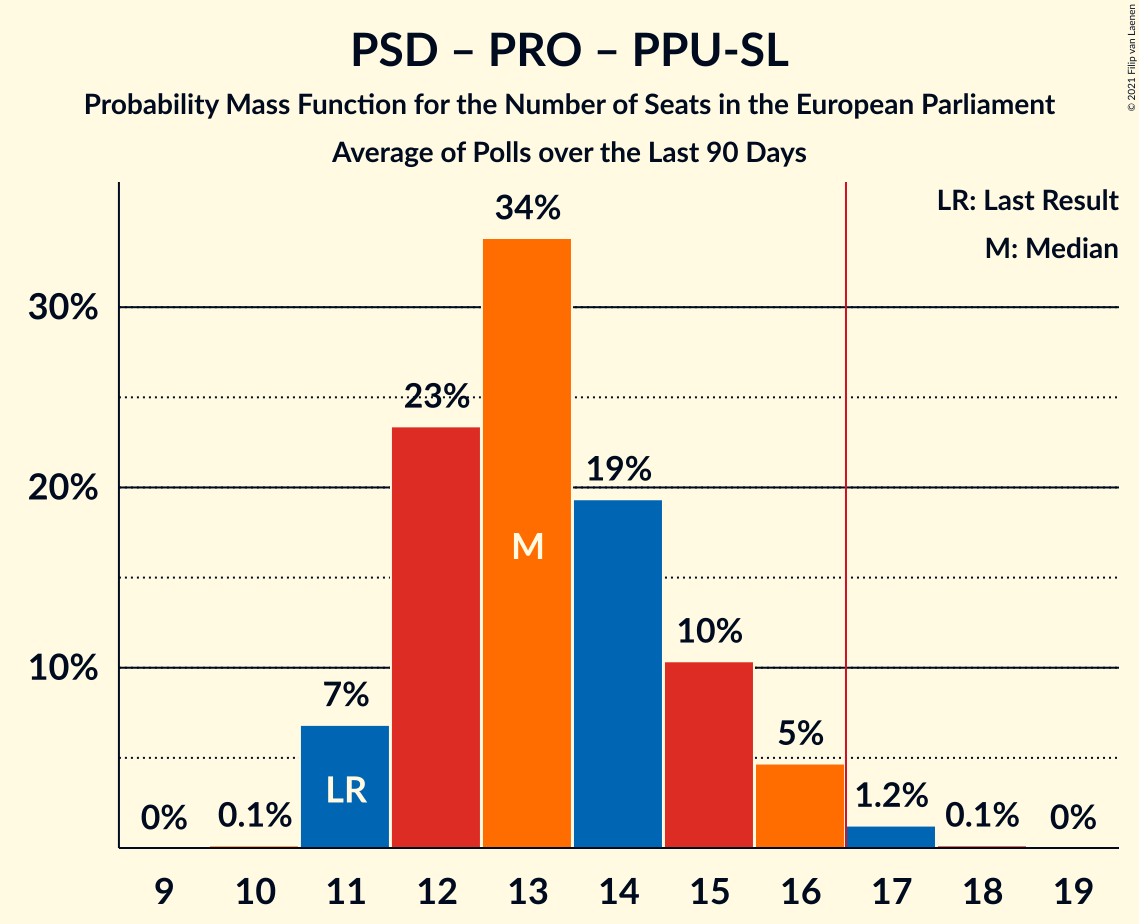 PSD – PRO – PPU-SL
Probability Mass Function for the Number of Seats in the European Parliament
Average of Polls over the Last 90 Days
© 2021 Filip van Laenen
LR: Last Result
M: Median
30%
20%
10%
0%
0.1%
7%
23%
34%
19%
10%
5%
1.2%
0.1%
0%
LR
M
9 10 11 12 13 14 15 16 17 18 19